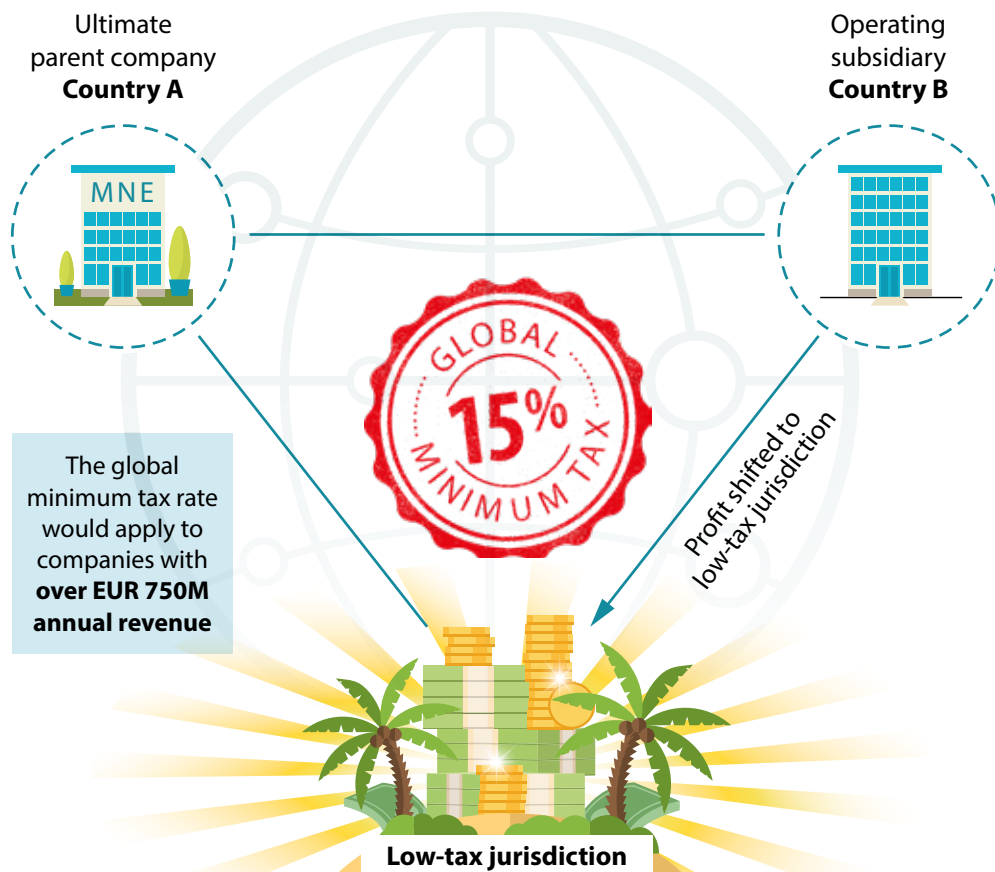 Ultimate
parent company
Country A
Operating
subsidiary
Country B
MNE
GLOBAL
15%
MINIMUM TAX
The global
minimum tax rate
would apply to
companies with
over EUR 750M
annual revenue
Profit shifted to
low-tax jurisdiction
Low-tax jurisdiction